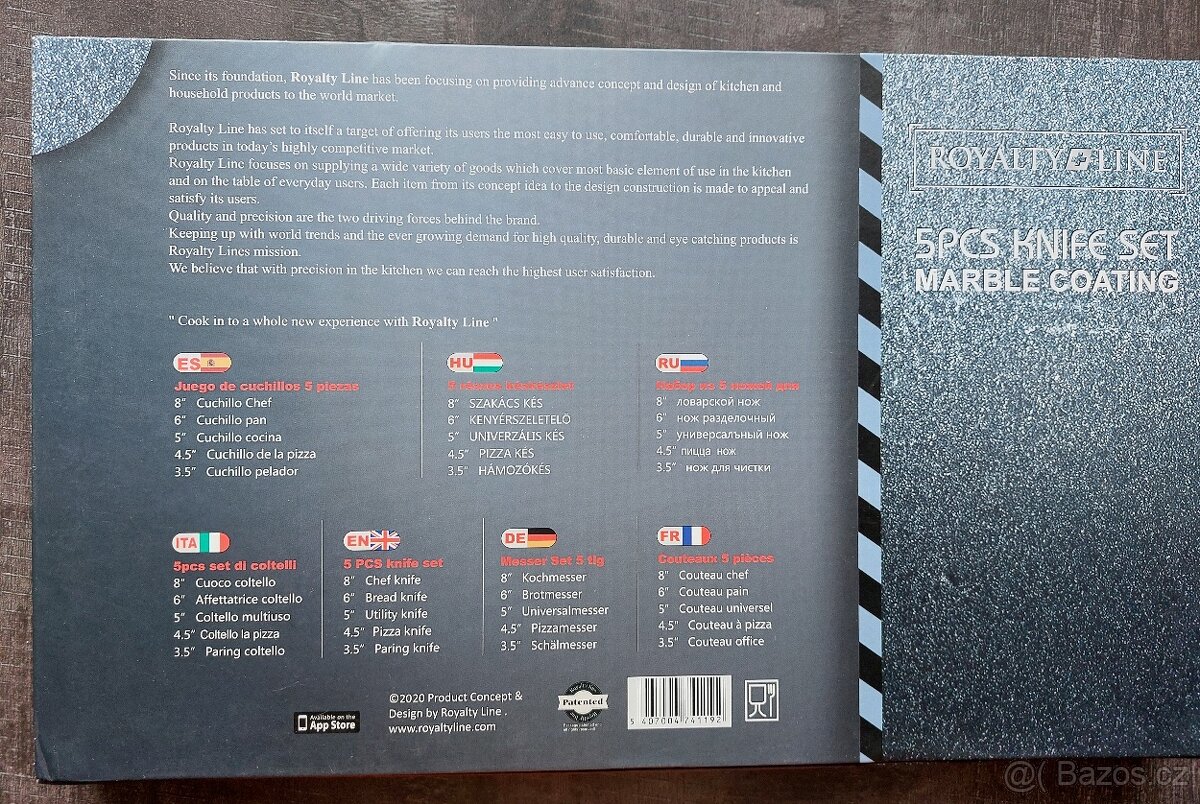 Since its foundation, Royalty Line has been focusing on providing advance concept and design of kitchen and
household products to the world market.
Royalty Line has set to itself a target of offering its users the most easy to use, comfortable, durable and innovative
products in today's highly competitive market.
Royalty Line focuses on supplying a wide variety of goods which cover most basic element of use in the kitchen
and on the table of everyday users. Each item from its concept idea to the design construction is made to appeal and
satisfy its users.
Quality and precision are the two driving forces behind the brand.
Keeping up with world trends and the ever growing demand for high quality, durable and eye catching products is
Royalty Lines mission.
We believe that with precision in the kitchen we can reach the highest user satisfaction.
" Cook in to a whole new experience with Royalty Line "
ES
Juego de cuchillos 5 piezas
8" Cuchillo Chef
6" Cuchillo pan
5" Cuchillo cocina
4.5" Cuchillo de la pizza
3.5" Cuchillo pelador
HU
5
8" SZAKÁCS KÉS
6" KENYÉRSZELETELÖ
5" UNIVERZÁLIS KÉS
4.5" PIZZA KÉS
3.5" HÁMOZÓKÉS
RU
Набор из 5 ножей для
8" ловарской нож
6" нож разделочный
5" универсалъный нож
4.5" пицца нож
3.5" нож для чистки
ITA
5pcs set di coltelli
8" Cuoco coltello
6" Affettatrice coltello
5" Coltello multiuso
4.5" Coltello la pizza
3.5" Paring coltello
EN
5 PCS knife set
8" Chef knife
6" Bread knife
5" Utility knife
4.5" Pizza knife
3.5" Paring knife
DE
Messer Set 5 tlg
8" Kochmesser
6" Brotmesser
5" Universalmesser
4.5" Pizzamesser
3.5" Schälmesser
FR
Couteaux 5 pièces
8" Couteau chef
6" Couteau pain
5" Couteau universel
4.5" Couteau à pizza
3.5" Couteau office
Available on the
App Store
©2020 Product Concept &
Design by Royalty Line .
www.royaltyline.com
Patented
5 407004 741192
ROYALTY LINE
5PCS KNIFE SET
MARBLE COATING
@( Bazos.cz